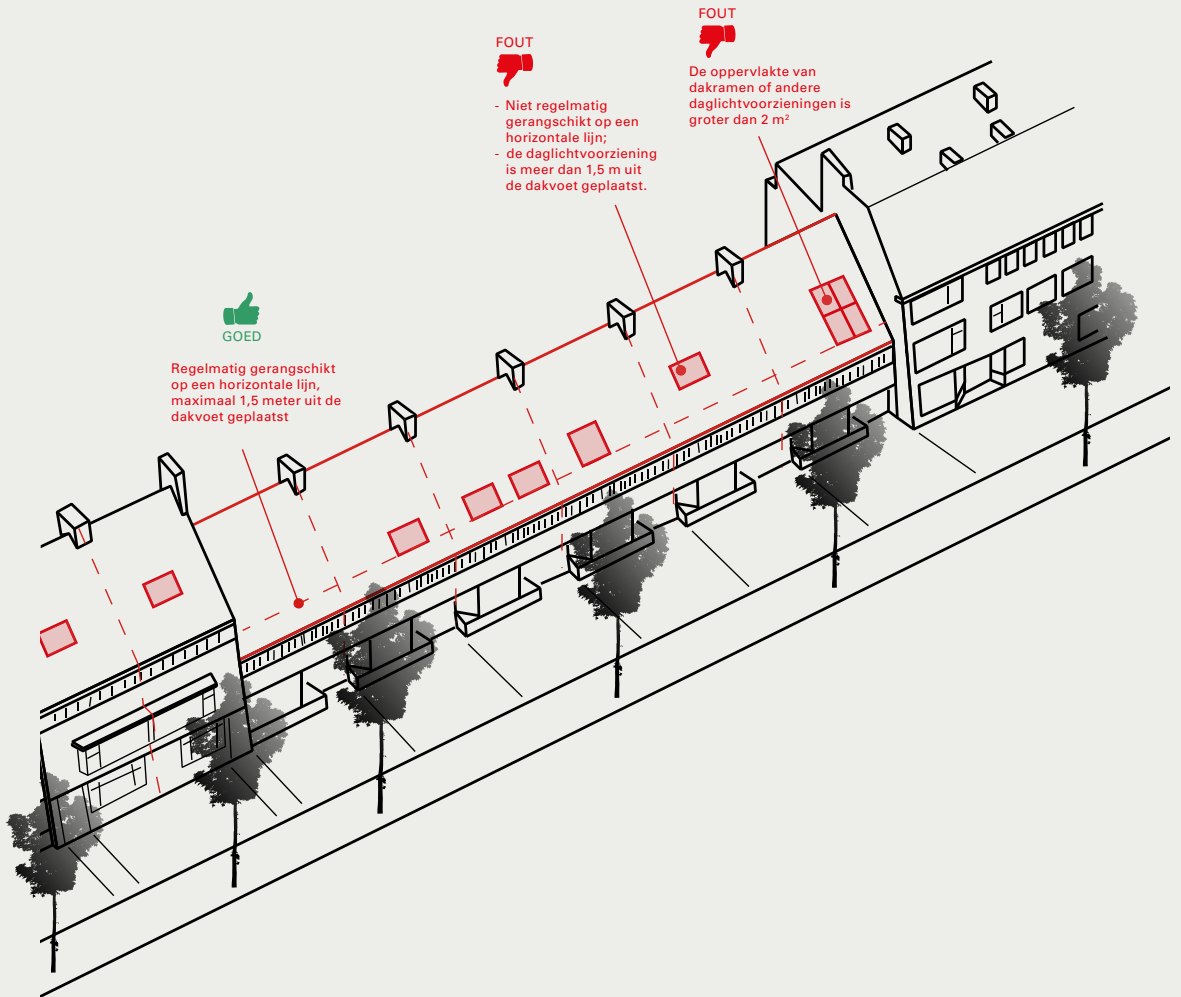 FOUT
De oppervlakte van
dakramen of andere
daglichtvoorzieningen is
groter dan 2 m²
FOUT
- Niet regelmatig
gerangschikt op een
horizontale lijn;
- de daglichtvoorziening
is meer dan 1,5 m uit
de dakvoet geplaatst.
GOED
Regelmatig gerangschikt
op een horizontale lijn,
maximaal 1,5 meter uit de
dakvoet geplaatst